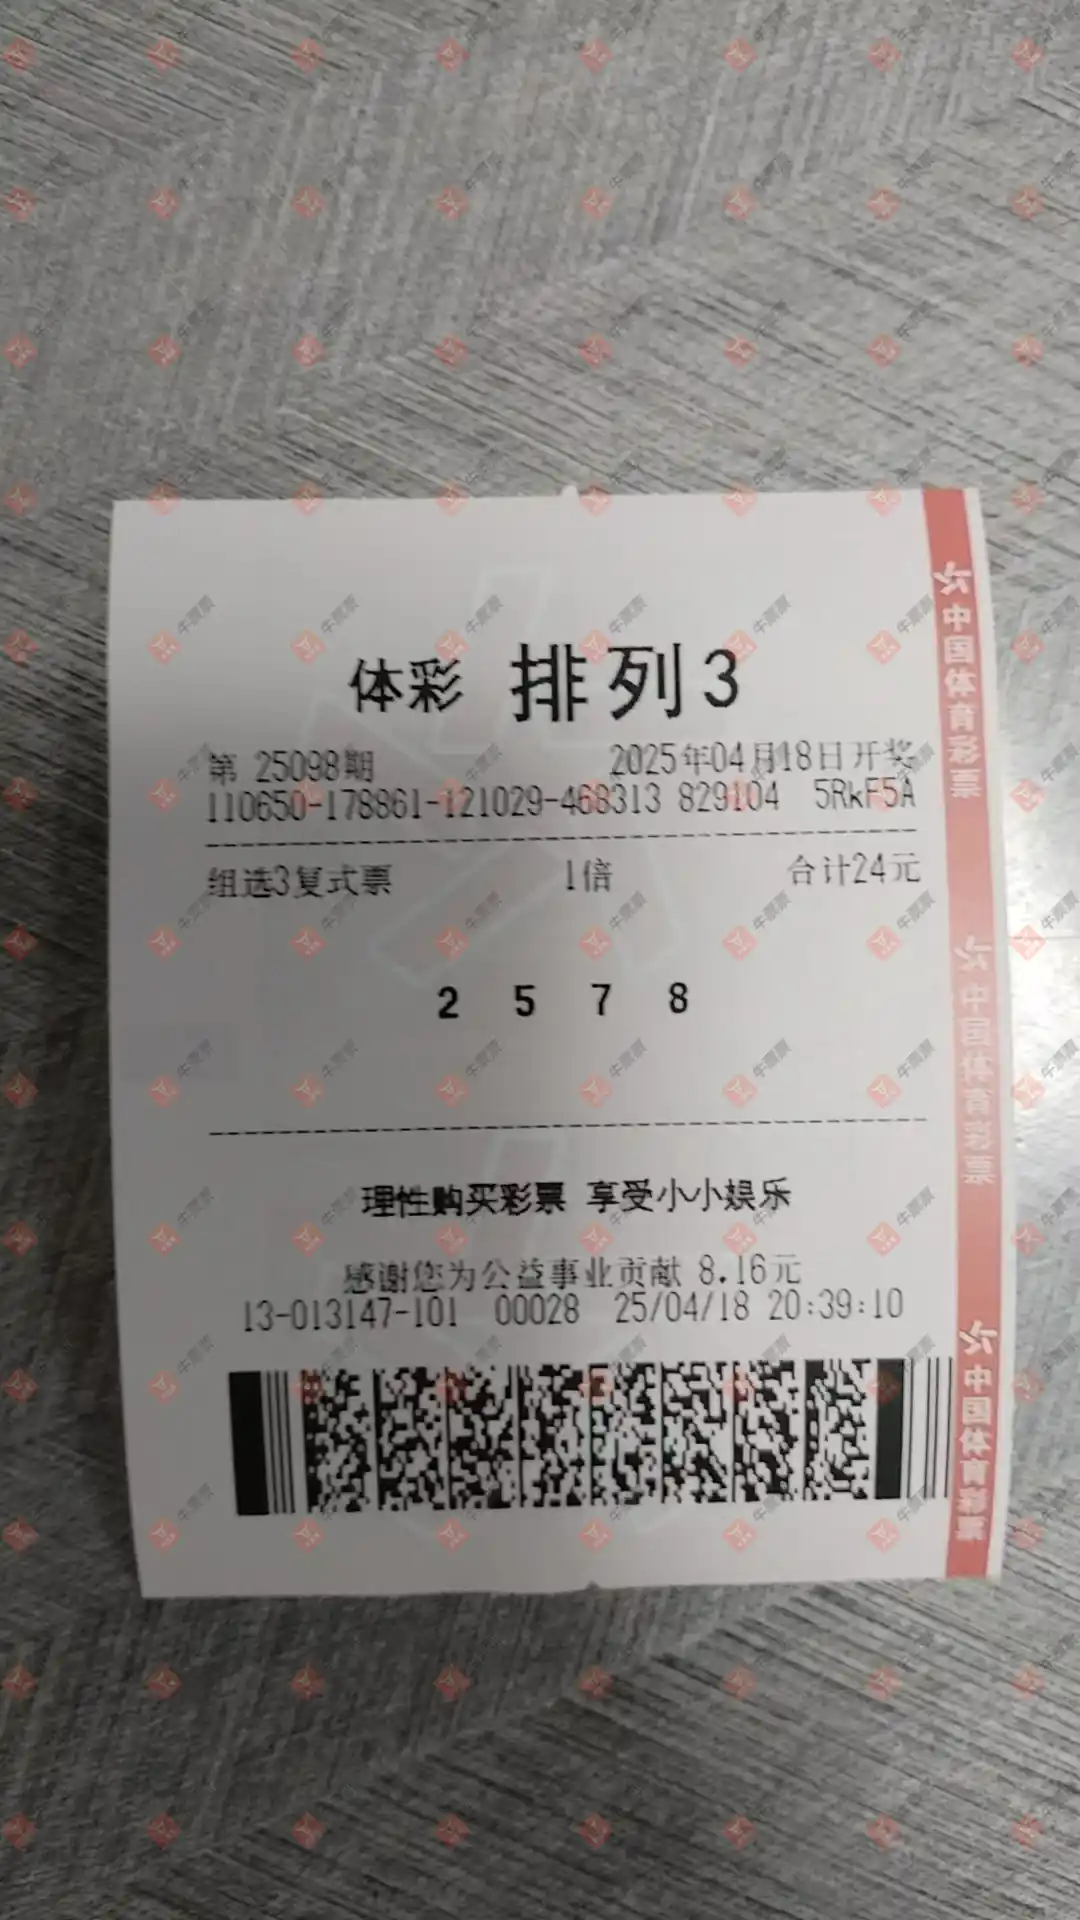 体彩 排列3
第 25098期 2025年04月18日开奖
110650-178861-121029-468313 829104 5RkF5A
组选3复式票 1倍 合计24元
2 5 7 8
理性购买彩票 享受小小娱乐
感谢您为公益事业贡献 8.16元
13-013147-101 00028 25/04/18 20:39:10
中国体育彩票
中国体育彩票
中国体育彩票
牛票票